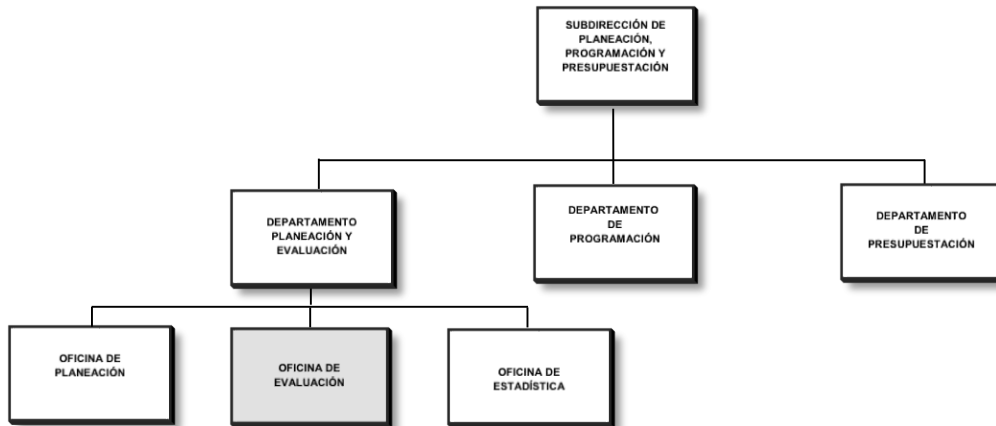 SUBDIRECCIÓN DE
PLANEACIÓN,
PROGRAMACIÓN Y
PRESUPUESTACIÓN
DEPARTAMENTO
PLANEACIÓN Y
EVALUACIÓN
DEPARTAMENTO
DE
PROGRAMACIÓN
DEPARTAMENTO
DE
PRESUPUESTACIÓN
OFICINA DE
PLANEACIÓN
OFICINA DE
EVALUACIÓN
OFICINA DE
ESTADÍSTICA